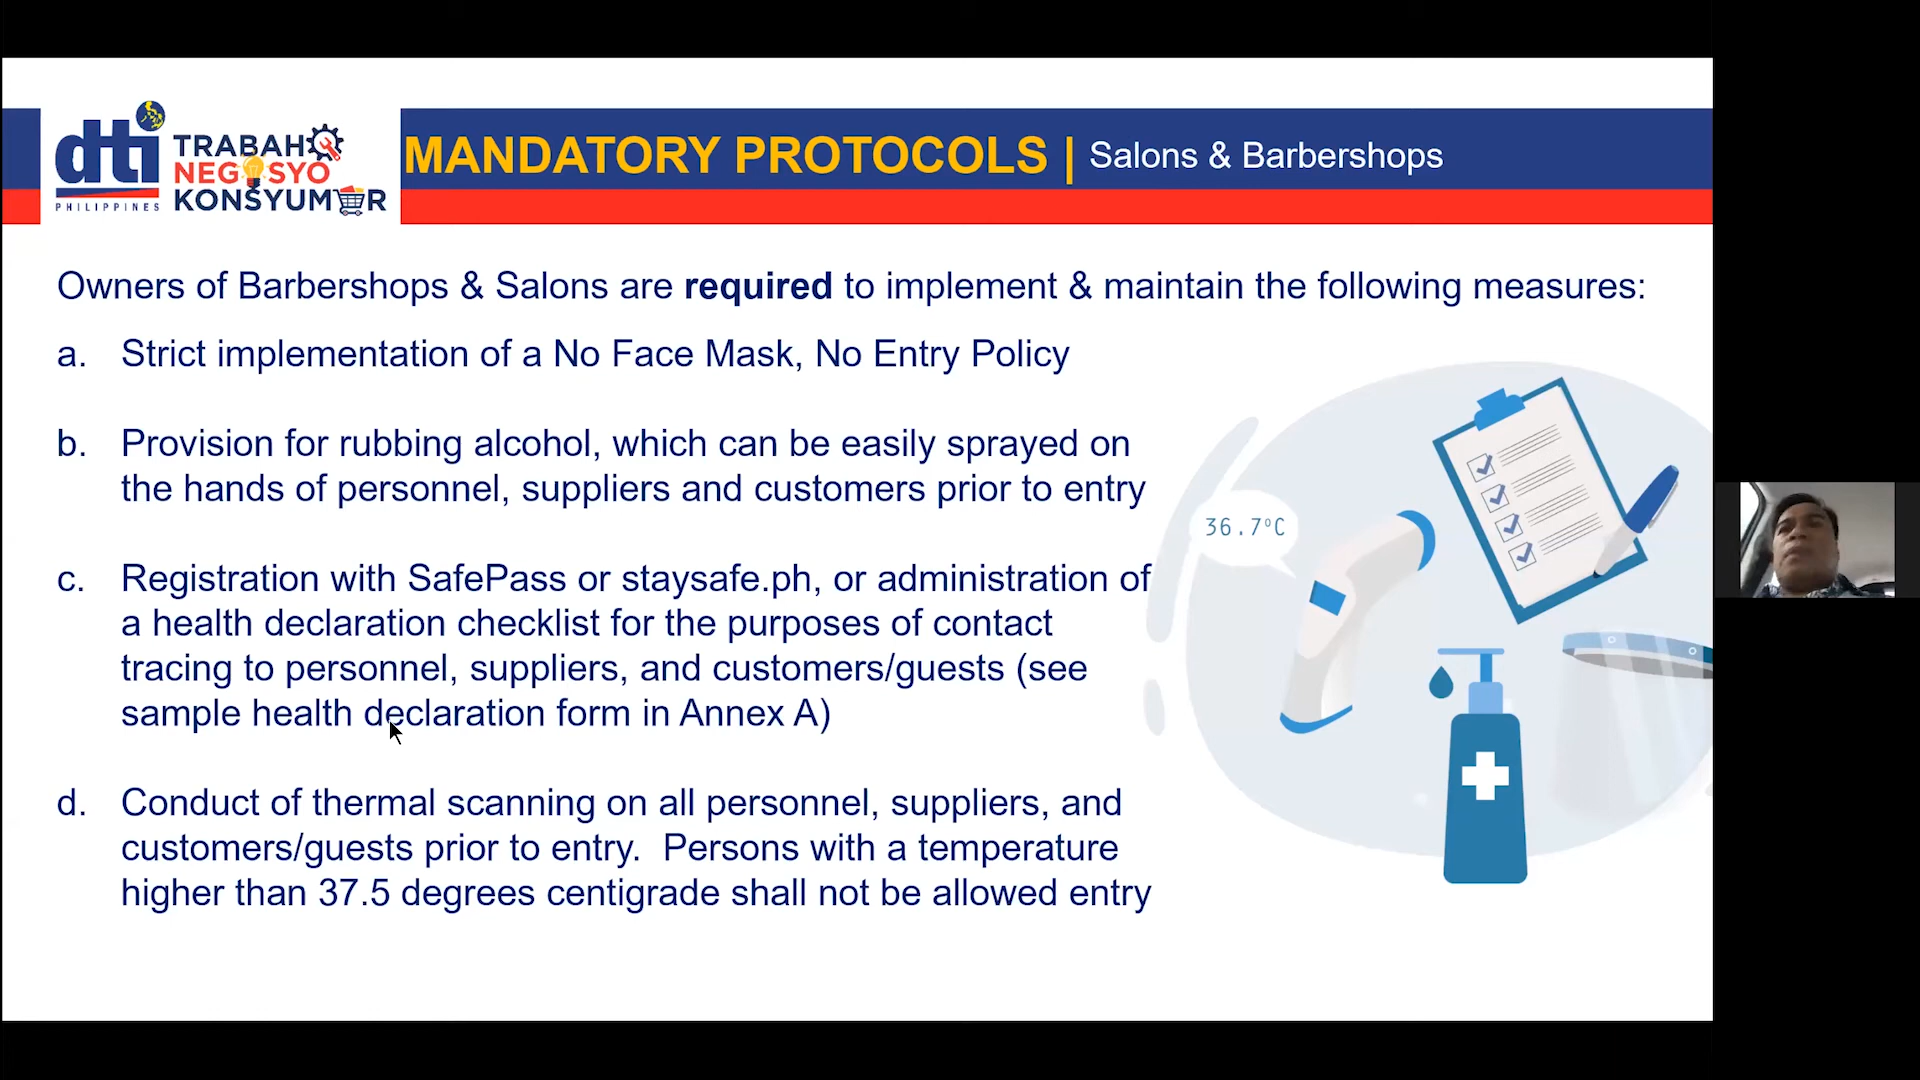 dti
PHILIPPINES
TRABAHO
NEGOSYO
KONSYUMER
MANDATORY PROTOCOLS | Salons & Barbershops
Owners of Barbershops & Salons are required to implement & maintain the following measures:
a. Strict implementation of a No Face Mask, No Entry Policy
b. Provision for rubbing alcohol, which can be easily sprayed on
the hands of personnel, suppliers and customers prior to entry
c. Registration with SafePass or staysafe.ph, or administration of
a health declaration checklist for the purposes of contact
tracing to personnel, suppliers, and customers/guests (see
sample health declaration form in Annex A)
d. Conduct of thermal scanning on all personnel, suppliers, and
customers/guests prior to entry.  Persons with a temperature
higher than 37.5 degrees centigrade shall not be allowed entry
36.7°C